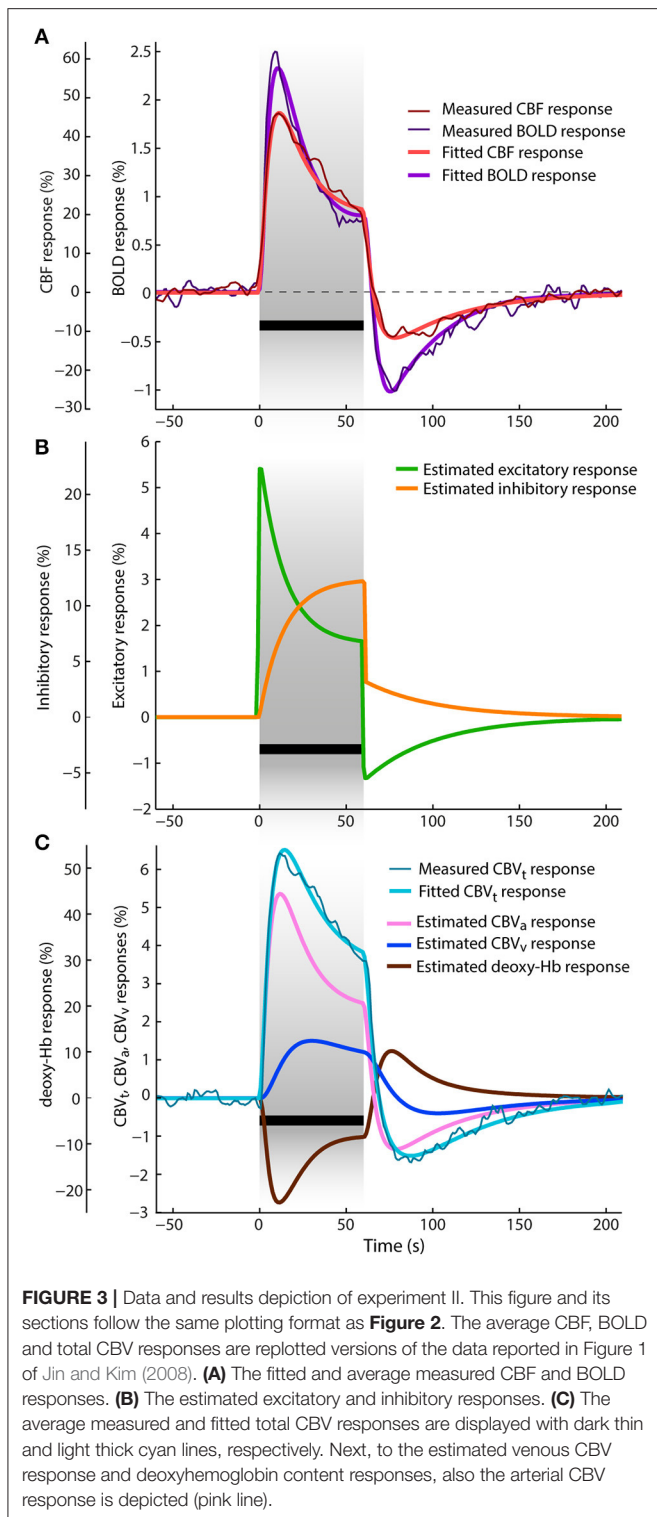 A
CBF response (%)
60
50
40
30
20
10
0
−10
−20
−30
BOLD response (%)
2.5
2
1.5
1
0.5
0
−0.5
−1
Measured CBF response
Measured BOLD response
Fitted CBF response
Fitted BOLD response
−50 0 50 100 150 200
B
Inhibitory response (%)
20
15
10
5
0
−5
Excitatory response (%)
6
5
4
3
2
1
0
−1
−2
Estimated excitatory response
Estimated inhibitory response
−50 0 50 100 150 200
C
deoxy-Hb response (%)
50
40
30
20
10
0
−10
−20
CBVt, CBVa, CBVv responses (%)
6
5
4
3
2
1
0
−1
−2
−3
Measured CBVt response
Fitted CBVt response
Estimated CBVa response
Estimated CBVv response
Estimated deoxy-Hb response
−50 0 50 100 150 200
Time (s)
FIGURE 3 | Data and results depiction of experiment II. This figure and its
sections follow the same plotting format as Figure 2. The average CBF, BOLD
and total CBV responses are replotted versions of the data reported in Figure 1
of Jin and Kim (2008). (A) The fitted and average measured CBF and BOLD
responses. (B) The estimated excitatory and inhibitory responses. (C) The
average measured and fitted total CBV responses are displayed with dark thin
and light thick cyan lines, respectively. Next, to the estimated venous CBV
response and deoxyhemoglobin content responses, also the arterial CBV
response is depicted (pink line).